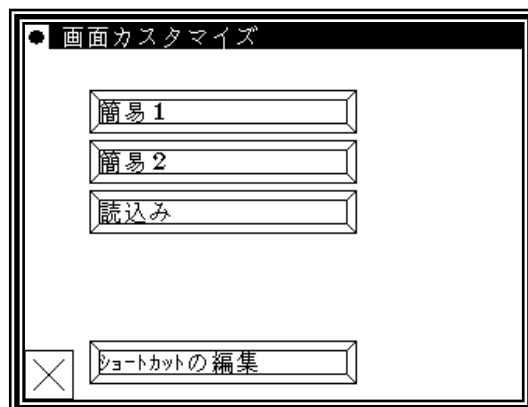 画面カスタマイズ
簡易1
簡易2
読込み
ｼｮｰﾄｶｯﾄの編集